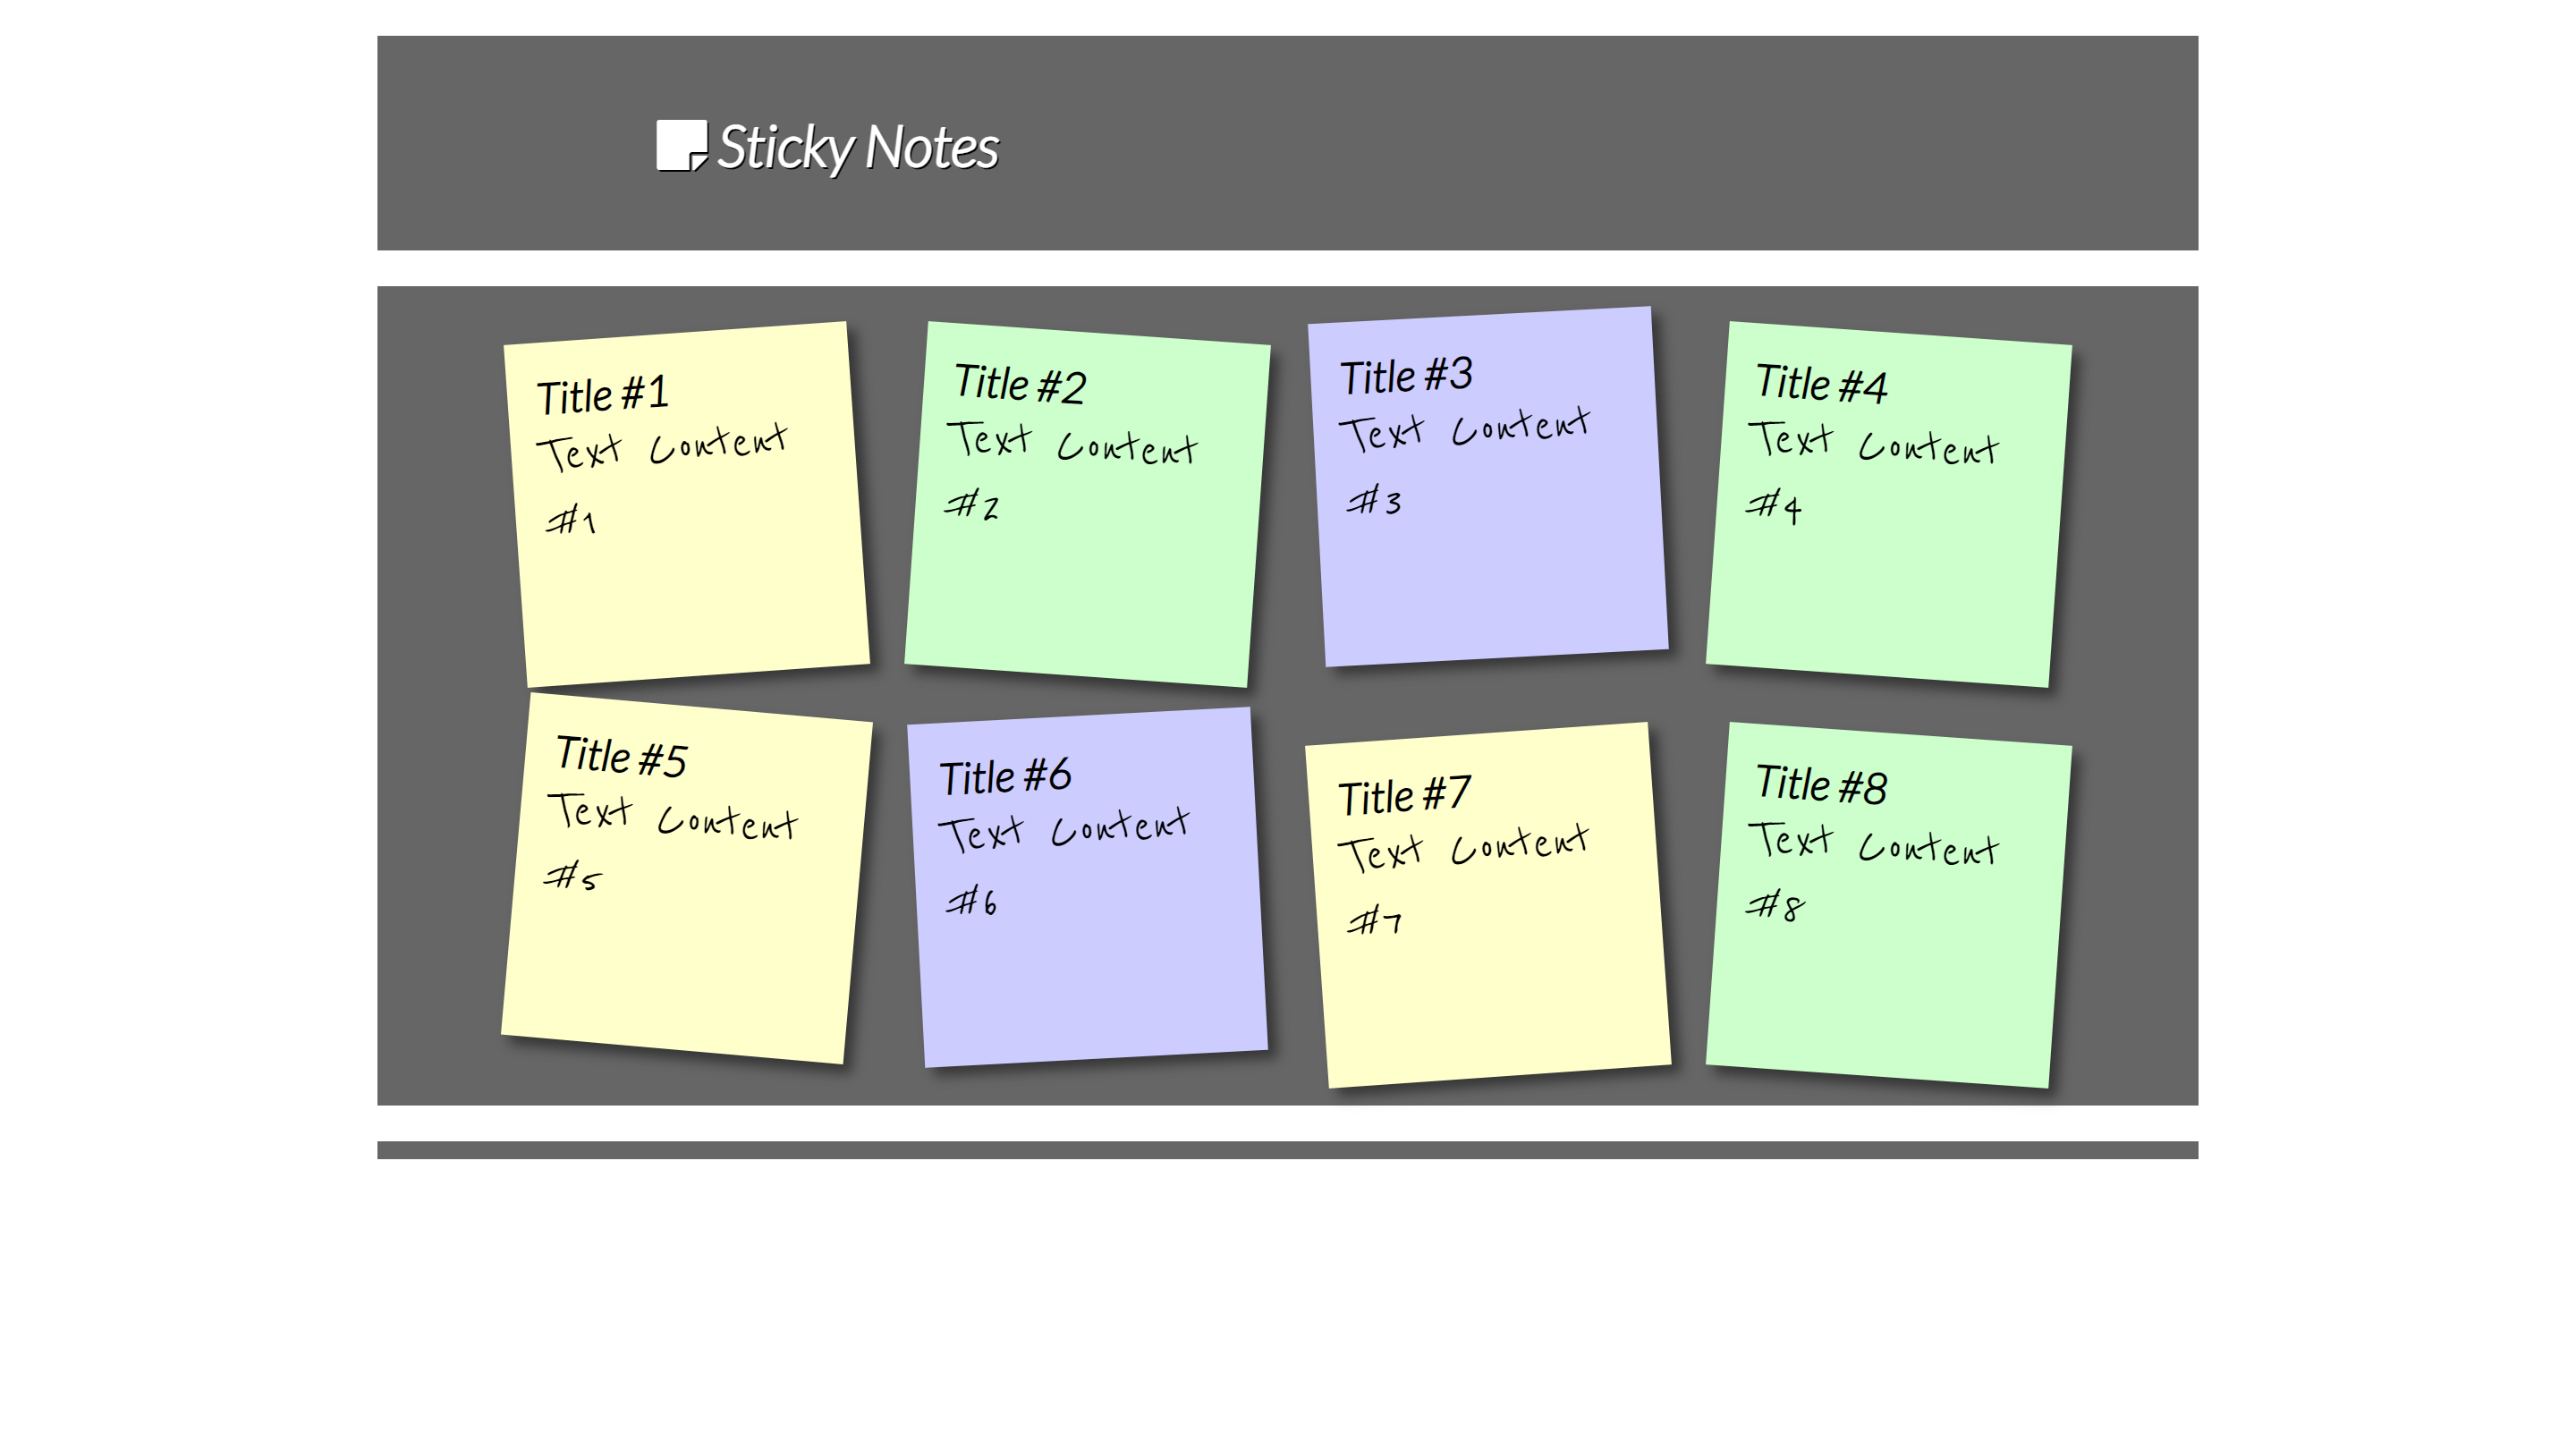 Sticky Notes
Title #1
Text Content
#1
Title #2
Text Content
#2
Title #3
Text Content
#3
Title #4
Text Content
#4
Title #5
Text Content
#5
Title #6
Text Content
#6
Title #7
Text Content
#7
Title #8
Text Content
#8